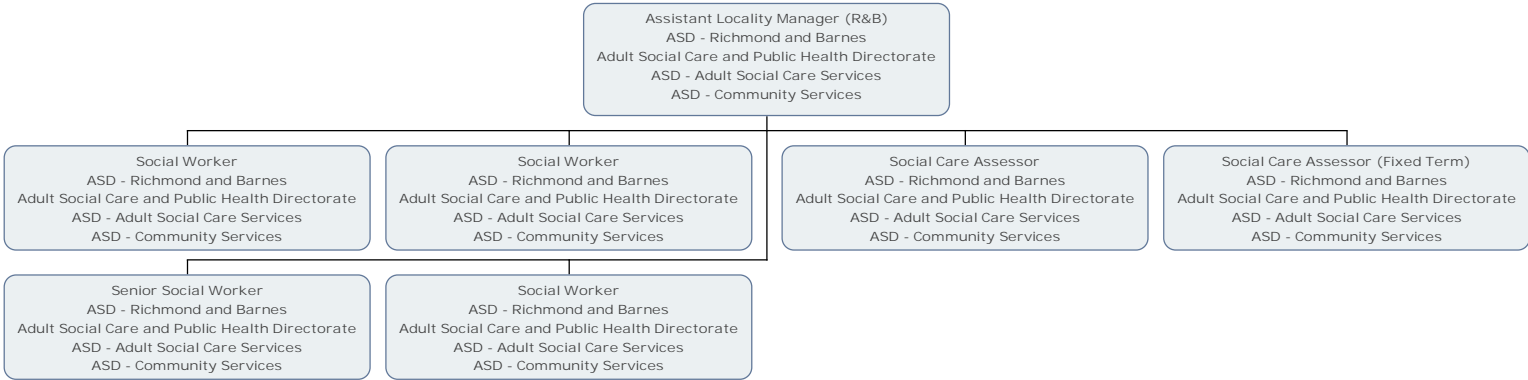 Assistant Locality Manager (R&B)
ASD - Richmond and Barnes
Adult Social Care and Public Health Directorate
ASD - Adult Social Care Services
ASD - Community Services
Social Worker
ASD - Richmond and Barnes
Adult Social Care and Public Health Directorate
ASD - Adult Social Care Services
ASD - Community Services
Social Worker
ASD - Richmond and Barnes
Adult Social Care and Public Health Directorate
ASD - Adult Social Care Services
ASD - Community Services
Social Care Assessor
ASD - Richmond and Barnes
Adult Social Care and Public Health Directorate
ASD - Adult Social Care Services
ASD - Community Services
Social Care Assessor (Fixed Term)
ASD - Richmond and Barnes
Adult Social Care and Public Health Directorate
ASD - Adult Social Care Services
ASD - Community Services
Senior Social Worker
ASD - Richmond and Barnes
Adult Social Care and Public Health Directorate
ASD - Adult Social Care Services
ASD - Community Services
Social Worker
ASD - Richmond and Barnes
Adult Social Care and Public Health Directorate
ASD - Adult Social Care Services
ASD - Community Services